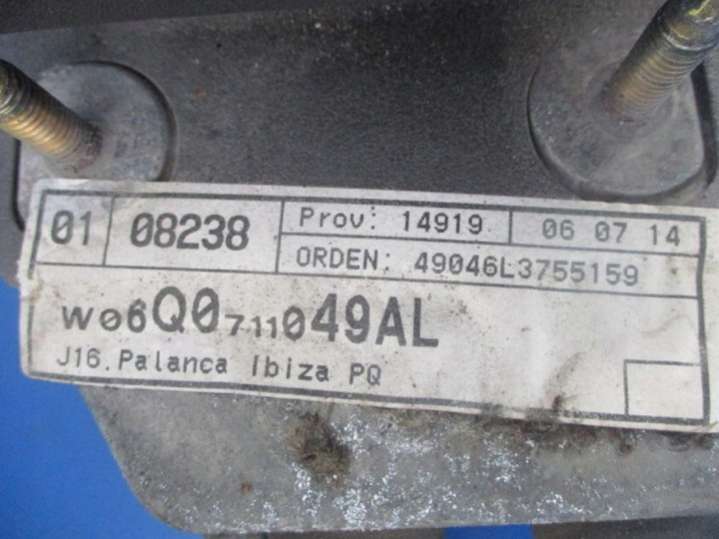 01 08238 Prov: 14919 06 07 14
ORDEN: 49046L3755159
W06Q0711049AL
J16.Palanca Ibiza PQ